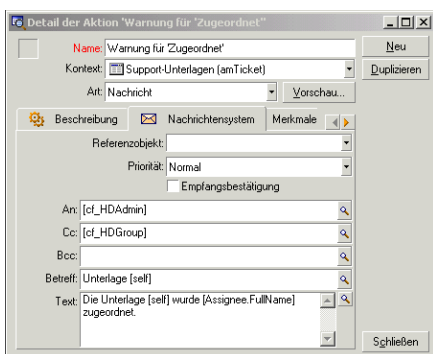 Detail der Aktion 'Warnung für 'Zugeordnet''
Name: Warnung für 'Zugeordnet'
Neu
Kontext: Support-Unterlagen (amTicket)
Duplizieren
Art: Nachricht
Vorschau...
Beschreibung Nachrichtensystem Merkmale
Referenzobjekt:
Priorität: Normal
Empfangsbestätigung
An: [cf_HDAdmin]
Cc: [cf_HDGroup]
Bcc:
Betreff: Unterlage [self]
Text: Die Unterlage [self] wurde [Assignee.FullName]
zugeordnet.
Schließen